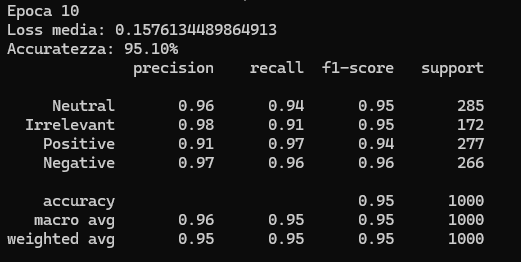 Epoca 10
Loss media: 0.1576134489864913
Accuratezza: 95.10%
precision recall f1-score support
Neutral 0.96 0.94 0.95 285
Irrelevant 0.98 0.91 0.95 172
Positive 0.91 0.97 0.94 277
Negative 0.97 0.96 0.96 266
accuracy 0.95 1000
macro avg 0.96 0.95 0.95 1000
weighted avg 0.95 0.95 0.95 1000